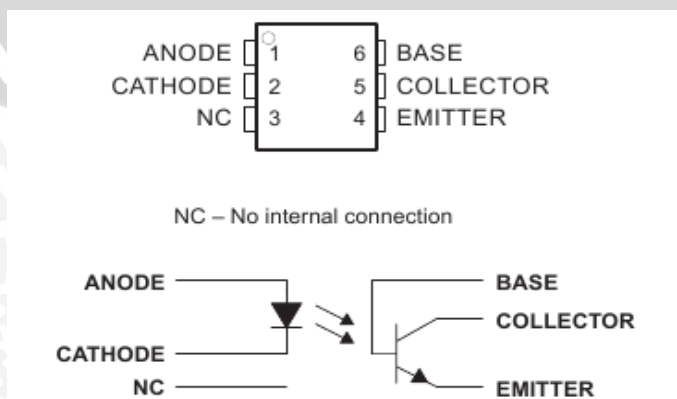 ANODE 1 6 BASE
CATHODE 2 5 COLLECTOR
NC 3 4 EMITTER
NC – No internal connection
ANODE BASE
COLLECTOR
CATHODE
NC EMITTER